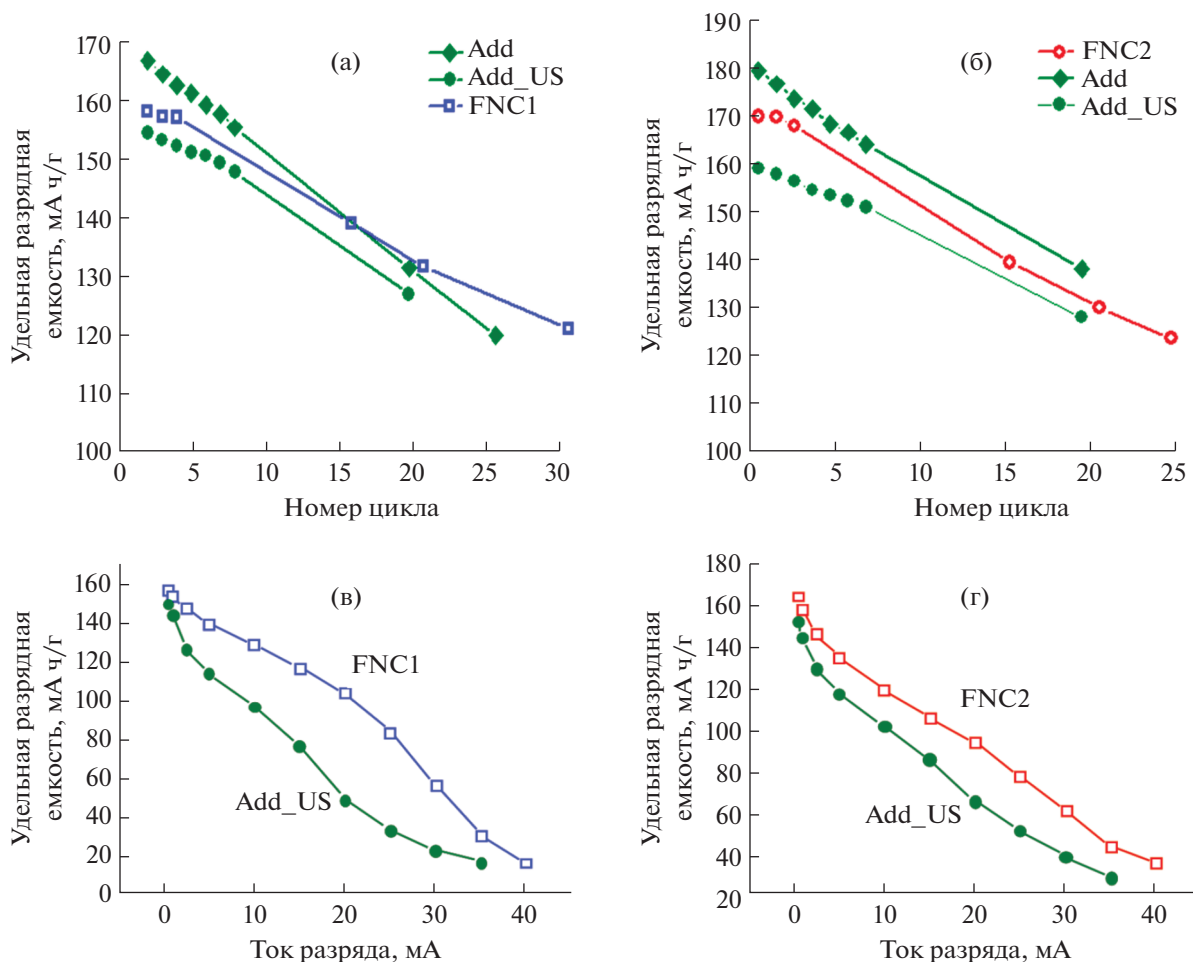 Удельная разрядная
емкость, мА ч/г
170
160
150
140
130
120
110
100
(а)
Add
Add_US
FNC1
0 5 10 15 20 25 30
Номер цикла
Удельная разрядная
емкость, мА ч/г
190
180
170
160
150
140
130
120
110
100
(б)
FNC2
Add
Add_US
0 5 10 15 20 25
Номер цикла
Удельная разрядная
емкость, мА ч/г
160
140
120
100
80
60
40
20
0
(в)
FNC1
Add_US
0 10 20 30 40
Ток разряда, мА
Удельная разрядная
емкость, мА ч/г
180
160
140
120
100
80
60
40
20
(г)
FNC2
Add_US
0 10 20 30 40
Ток разряда, мА